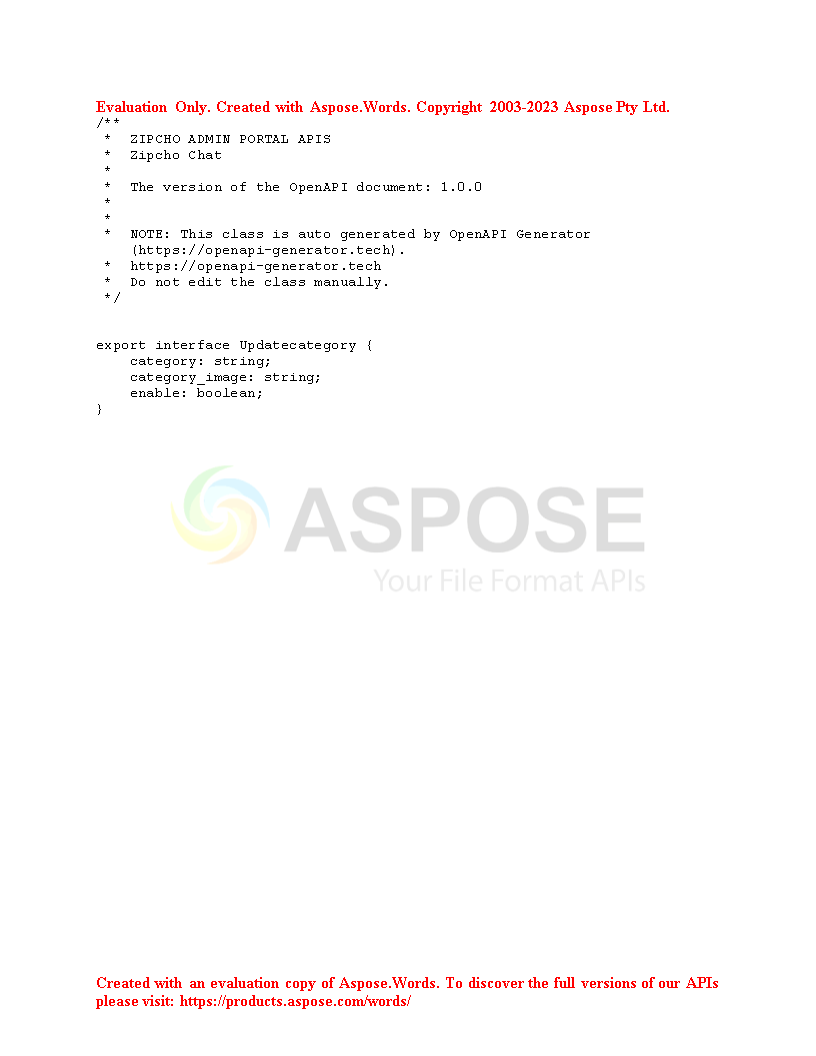 Evaluation Only. Created with Aspose.Words. Copyright 2003-2023 Aspose Pty Ltd.
/**
 *  ZIPCHO ADMIN PORTAL APIS
 *  Zipcho Chat
 *
 *  The version of the OpenAPI document: 1.0.0
 *
 *
 *  NOTE: This class is auto generated by OpenAPI Generator
    (https://openapi-generator.tech).
 *  https://openapi-generator.tech
 *  Do not edit the class manually.
 */
export interface Updatecategory {
    category: string;
    category_image: string;
    enable: boolean;
}
ASPOSE
Your File Format APIs
Created with an evaluation copy of Aspose.Words. To discover the full versions of our APIs
please visit: https://products.aspose.com/words/